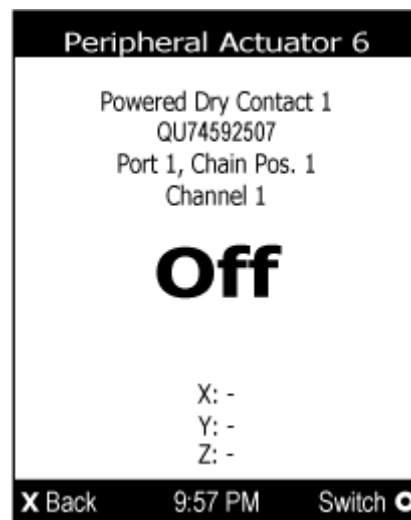 Peripheral Actuator 6
Powered Dry Contact 1
QU74592507
Port 1, Chain Pos. 1
Channel 1
Off
X: -
Y: -
Z: -
X Back 9:57 PM Switch O